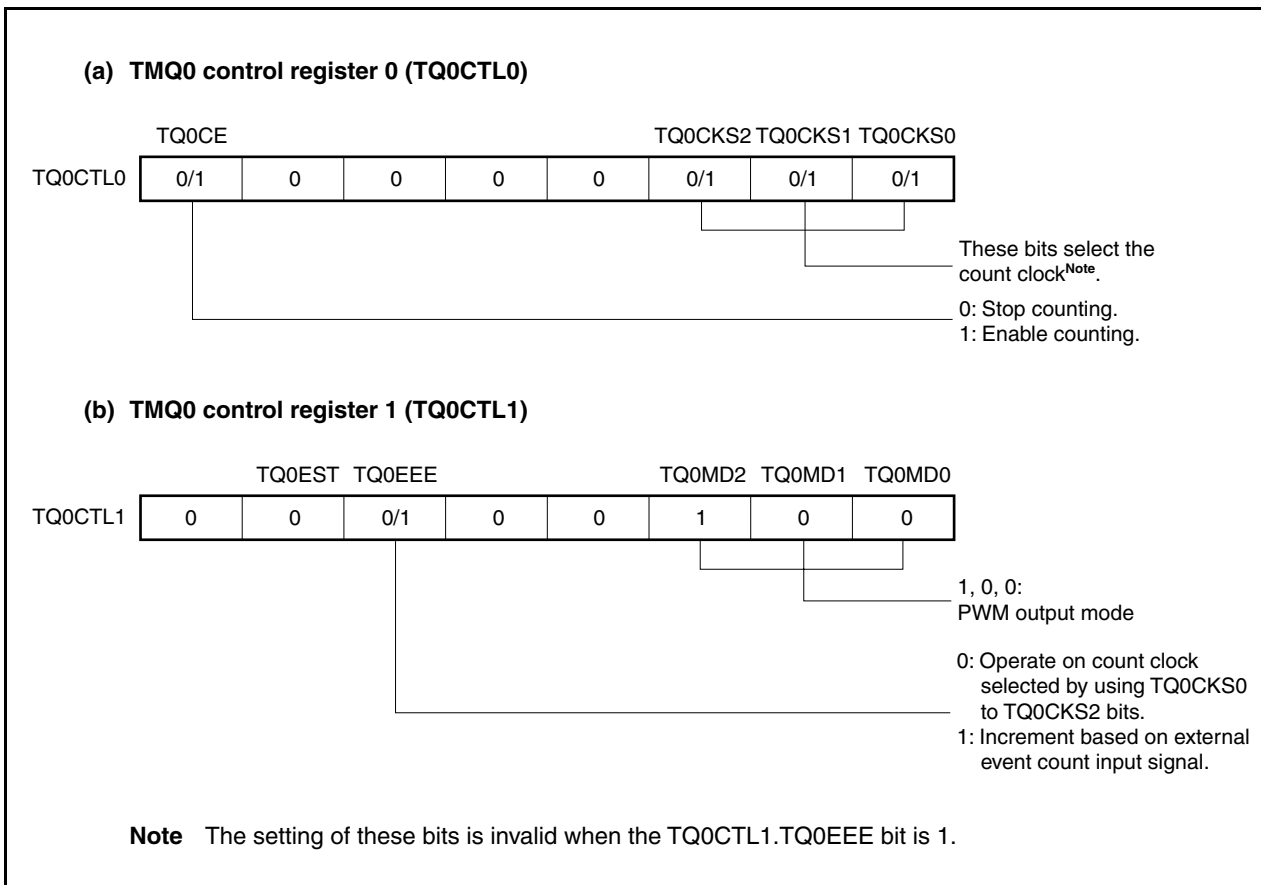 (a) TMQ0 control register 0 (TQ0CTL0)
TQ0CE TQ0CKS2 TQ0CKS1 TQ0CKS0
TQ0CTL0 0/1 0 0 0 0 0/1 0/1 0/1
These bits select the
count clockNote.
0: Stop counting.
1: Enable counting.
(b) TMQ0 control register 1 (TQ0CTL1)
TQ0EST TQ0EEE TQ0MD2 TQ0MD1 TQ0MD0
TQ0CTL1 0 0 0/1 0 0 1 0 0
1, 0, 0:
PWM output mode
0: Operate on count clock
selected by using TQ0CKS0
to TQ0CKS2 bits.
1: Increment based on external
event count input signal.
Note The setting of these bits is invalid when the TQ0CTL1.TQ0EEE bit is 1.